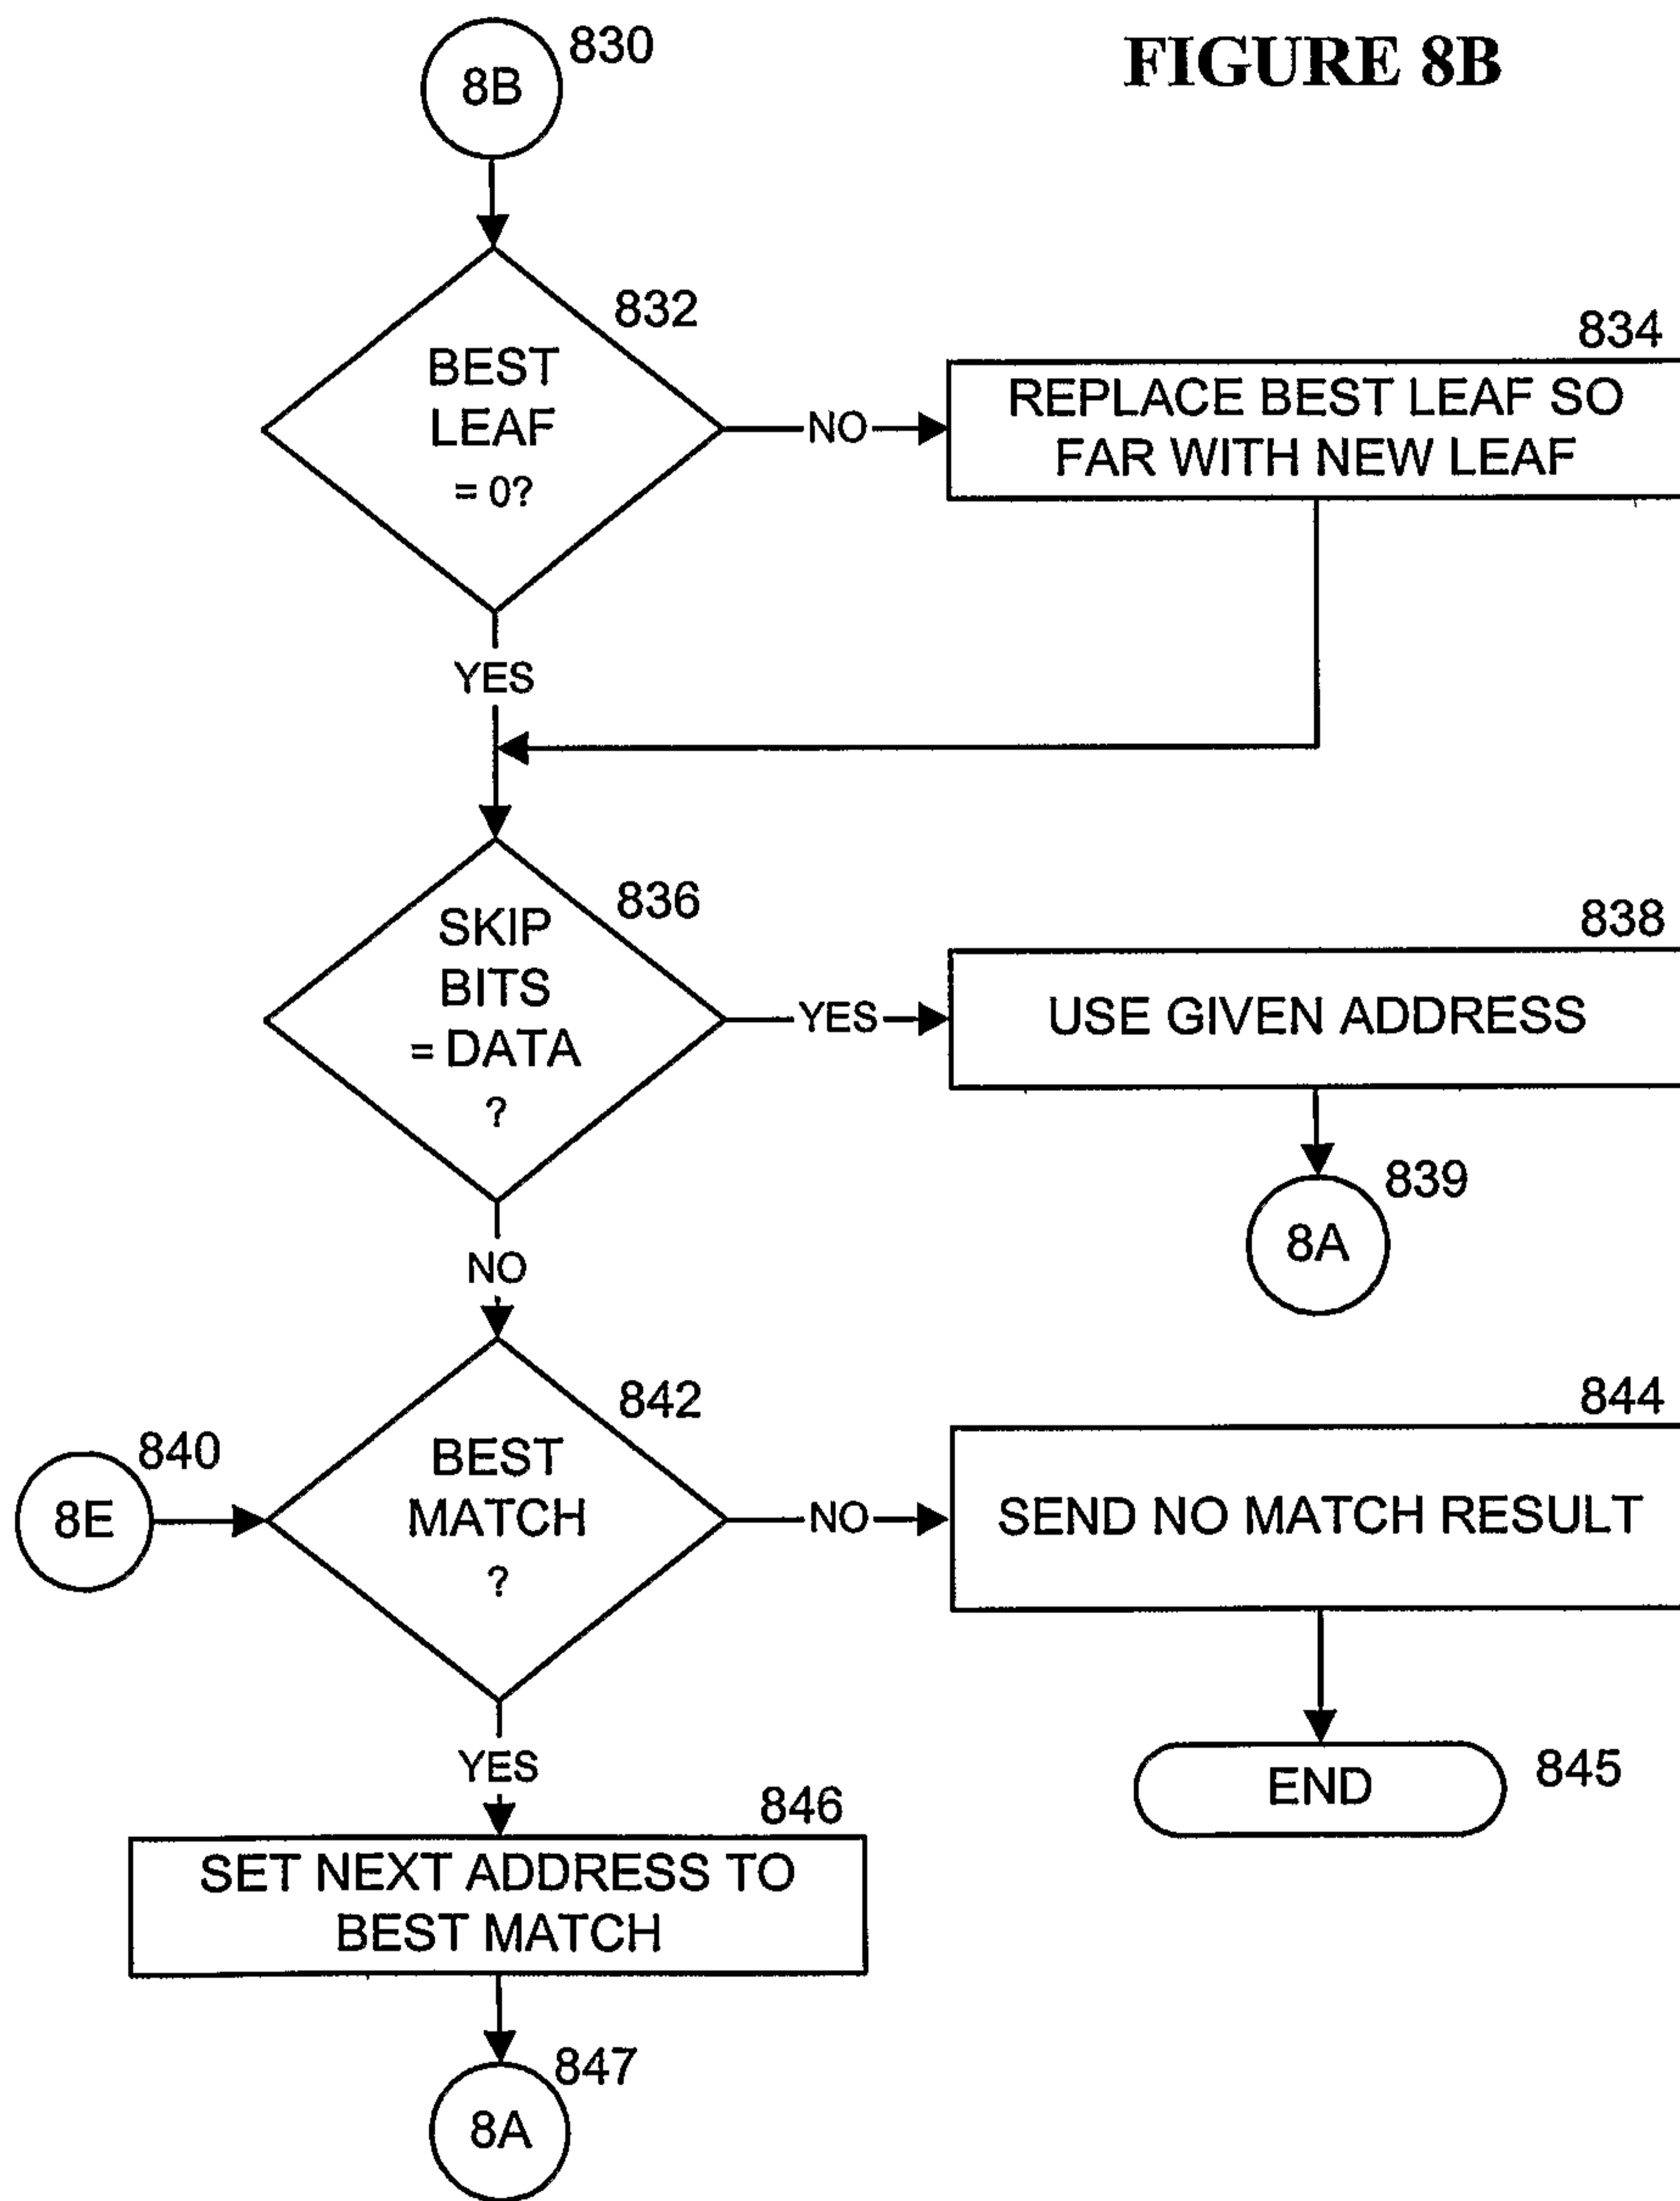 FIGURE 8B
8B
830
832
BEST
LEAF
= 0?
NO
834
REPLACE BEST LEAF SO
FAR WITH NEW LEAF
YES
836
SKIP
BITS
= DATA
?
YES
838
USE GIVEN ADDRESS
839
8A
NO
840
8E
842
BEST
MATCH
?
NO
844
SEND NO MATCH RESULT
END
845
YES
846
SET NEXT ADDRESS TO
BEST MATCH
847
8A